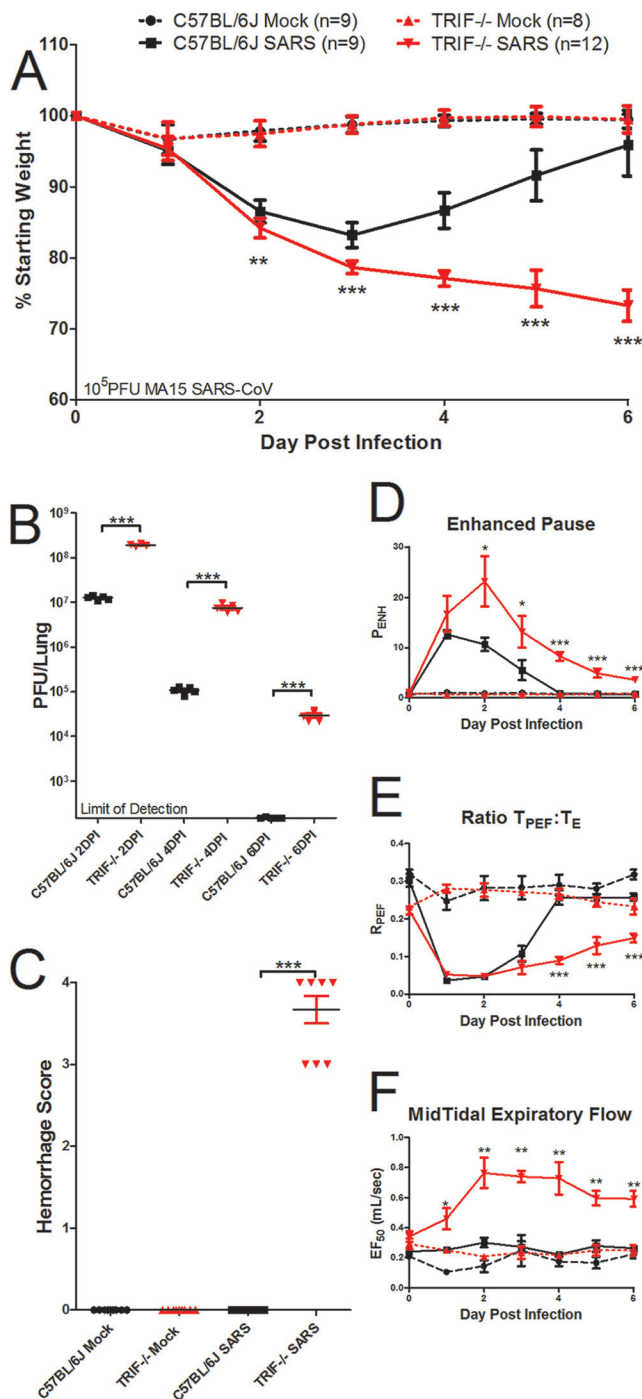 C57BL/6J Mock (n=9)
TRIF-/- Mock (n=8)
C57BL/6J SARS (n=9)
TRIF-/- SARS (n=12)
A
110
100
90
80
70
60
% Starting Weight
**
***
***
***
***
10⁵PFU MA15 SARS-CoV
0
2
4
6
Day Post Infection
B
10⁹
10⁸
10⁷
10⁶
10⁵
10⁴
10³
PFU/Lung
***
***
***
Limit of Detection
C57BL/6J 2DPI
TRIF-/- 2DPI
C57BL/6J 4DPI
TRIF-/- 4DPI
C57BL/6J 6DPI
TRIF-/- 6DPI
C
4
3
2
1
0
Hemorrhage Score
***
C57BL/6J Mock
TRIF-/- Mock
C57BL/6J SARS
TRIF-/- SARS
D
Enhanced Pause
30
20
10
0
P_ENH
*
*
***
***
***
0
2
4
6
Day Post Infection
E
Ratio T_PEF:T_E
0.4
0.3
0.2
0.1
0.0
R_PEF
***
***
***
0
2
4
6
Day Post Infection
F
MidTidal Expiratory Flow
1.0
0.8
0.6
0.4
0.2
0.0
EF₅₀ (mL/sec)
*
**
**
**
**
**
0
2
4
6
Day Post Infection